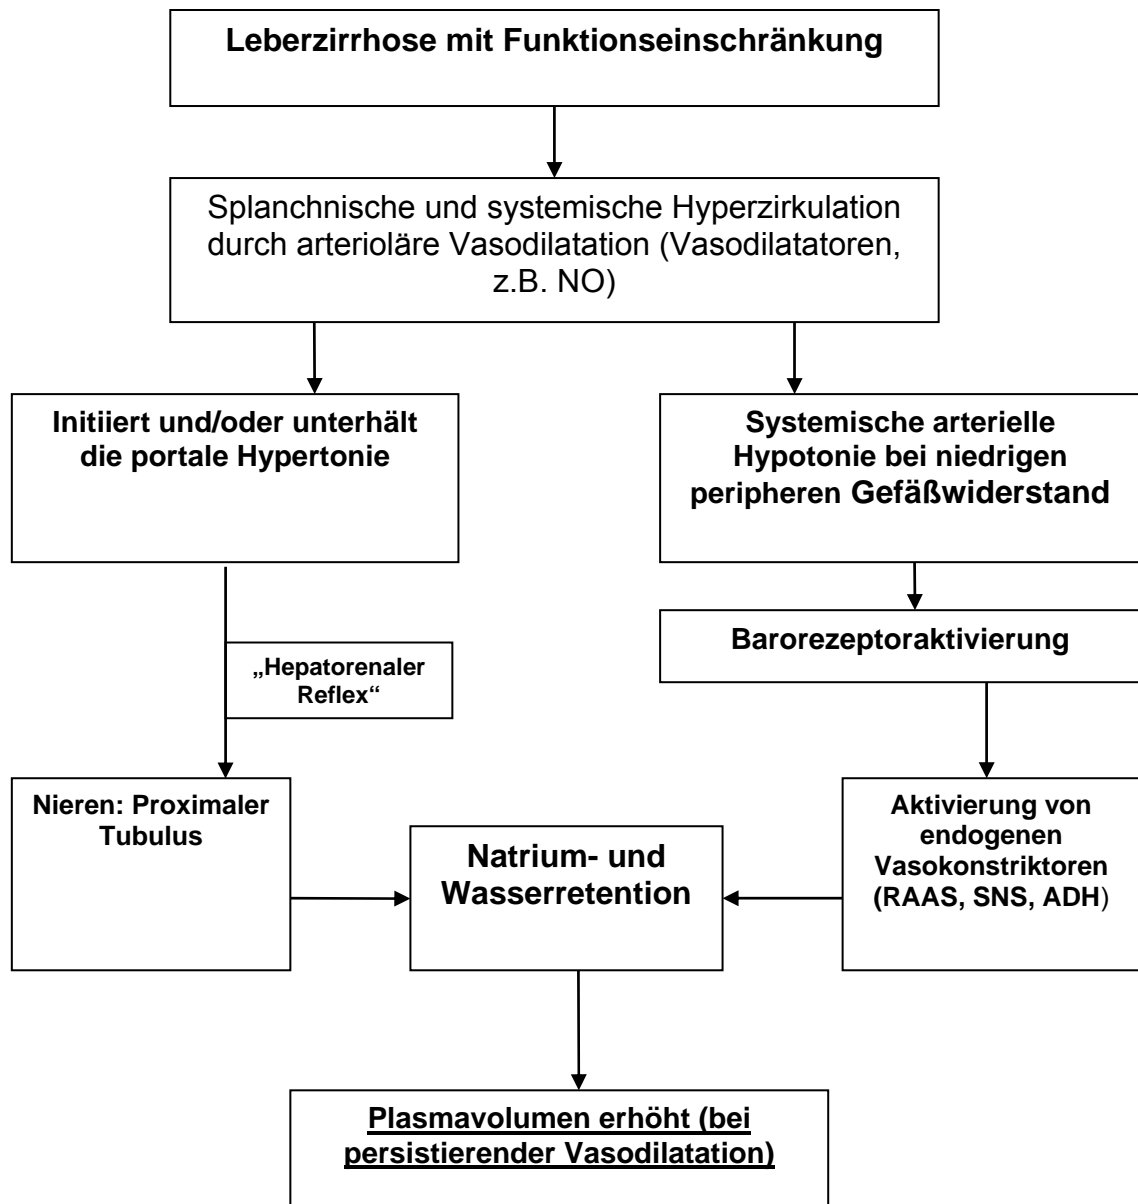 Leberzirrhose mit Funktionseinschränkung
Splanchnische und systemische Hyperzirkulation
durch arterioläre Vasodilatation (Vasodilatatoren,
z.B. NO)
Initiiert und/oder unterhält
die portale Hypertonie
Systemische arterielle
Hypotonie bei niedrigen
peripheren Gefäßwiderstand
Barorezeptoraktivierung
„Hepatorenaler
Reflex“
Nieren: Proximaler
Tubulus
Natrium- und
Wasserretention
Aktivierung von
endogenen
Vasokonstriktoren
(RAAS, SNS, ADH)
Plasmavolumen erhöht (bei
persistierender Vasodilatation)